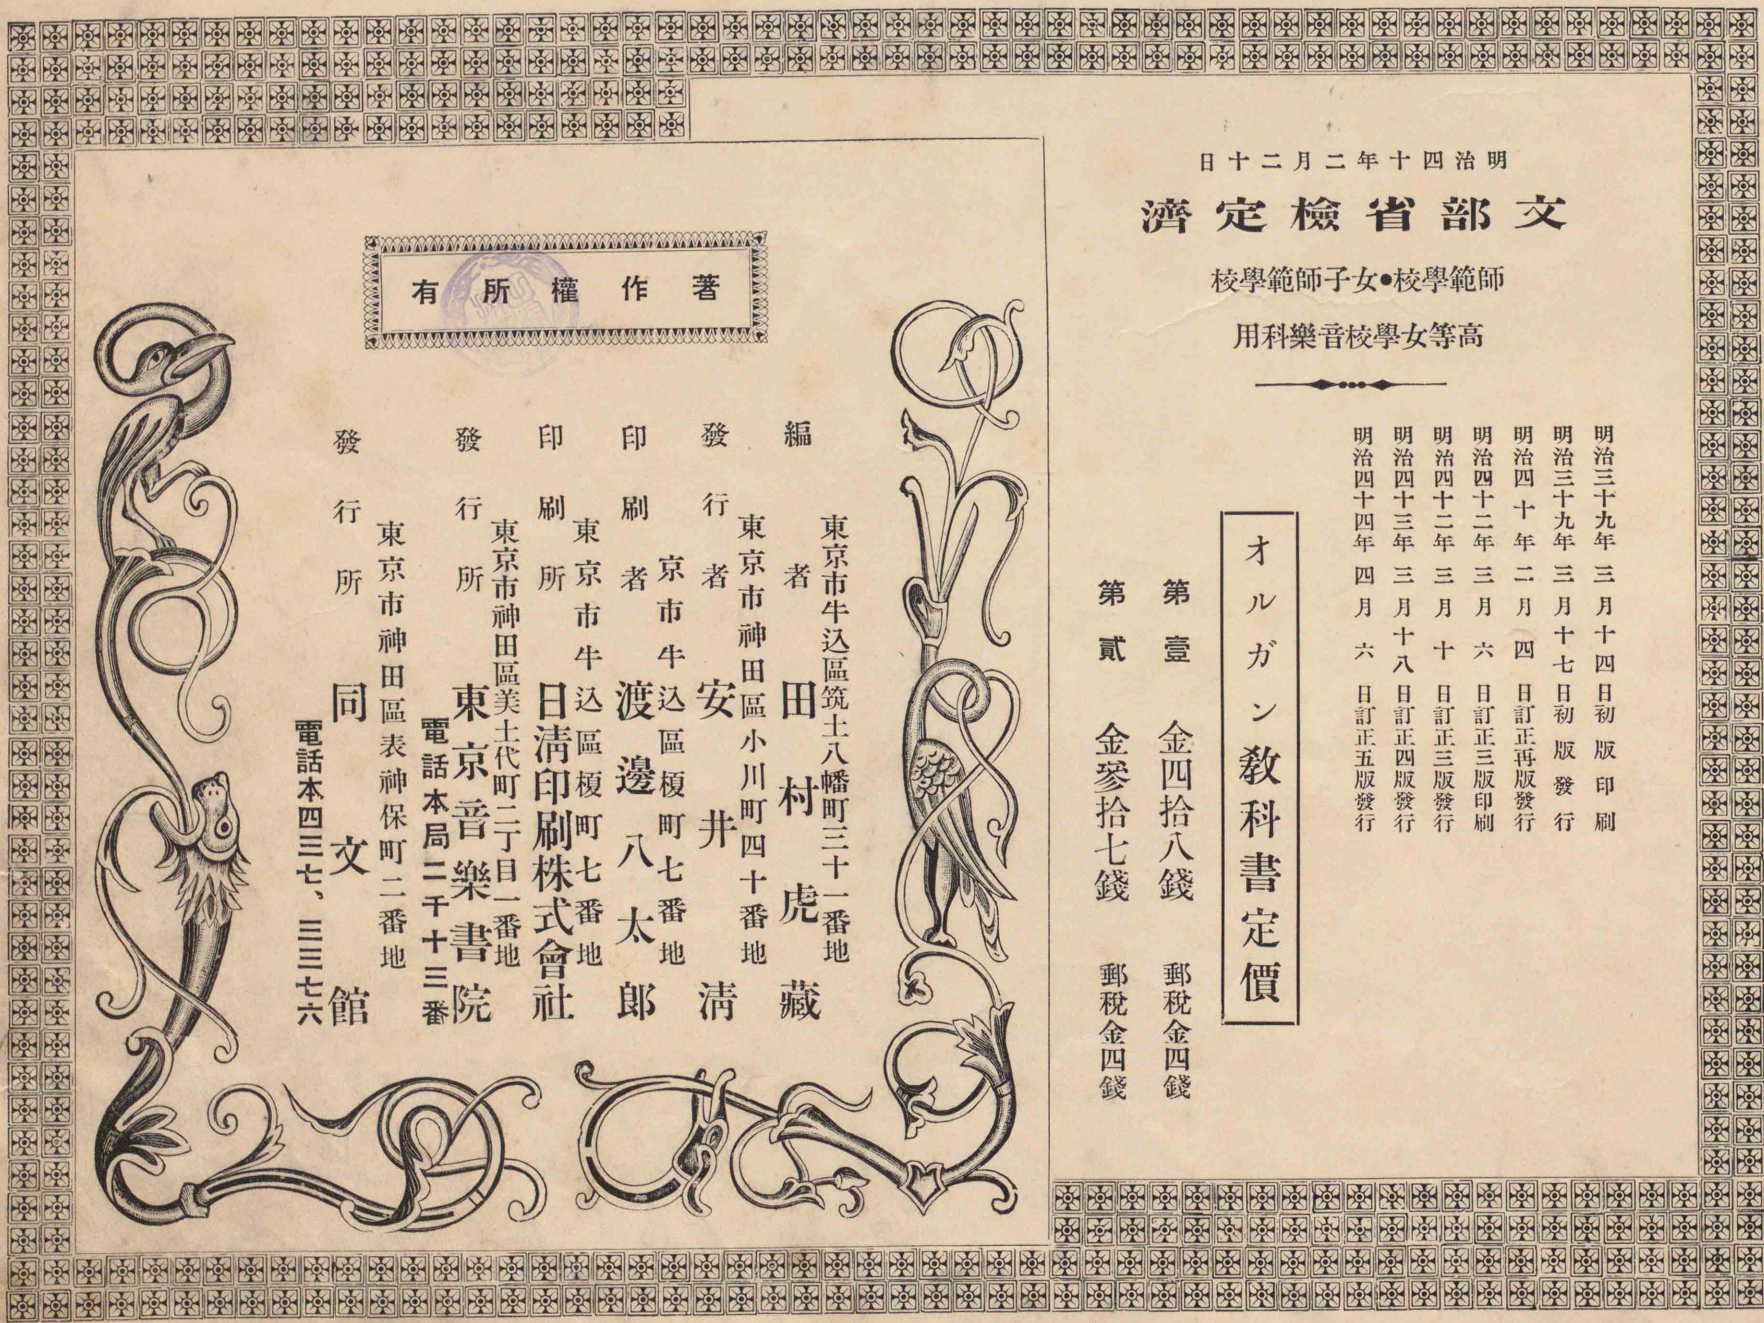 明治四十年二月二十日
文部省檢定濟
師範學校●女子師範學校
高等女學校音樂科用
明治三十九年三月十四日初版印刷
明治三十九年三月十七日初版發行
明治四十年二月四日訂正再版發行
明治四十二年三月六日訂正三版印刷
明治四十二年三月十日訂正三版發行
明治四十三年三月十八日訂正四版發行
明治四十四年四月六日訂正五版發行
オルガン教科書定價
第壹 金四拾八錢 郵稅金四錢
第貳 金參拾七錢 郵稅金四錢
著作權所有
東京市牛込區筑土八幡町三十一番地
編者 田村虎藏
東京市神田區小川町四十番地
發行者 安井淸
京市牛込區榎町七番地
印刷者 渡邊八太郎
東京市牛込區榎町七番地
印刷所 日淸印刷株式會社
東京市神田區美土代町二丁目一番地
發行所 東京音樂書院
電話本局二千十三番
東京市神田區表神保町二番地
發行所 同文館
電話本四三七、三三七六